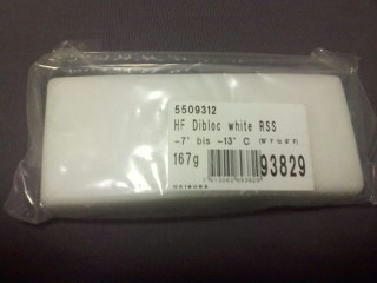 5509312
HF Dibloc white RSS
-7° bis -13° C
167g
93829